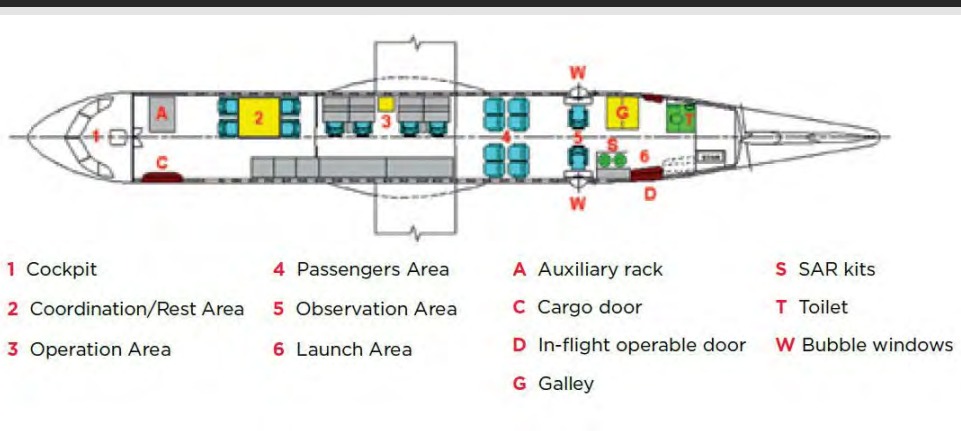 W
A
2
3
G
T
1
4
5
S
6
C
W
D
1 Cockpit
2 Coordination/Rest Area
3 Operation Area
4 Passengers Area
5 Observation Area
6 Launch Area
A Auxiliary rack
C Cargo door
D In-flight operable door
G Galley
S SAR kits
T Toilet
W Bubble windows